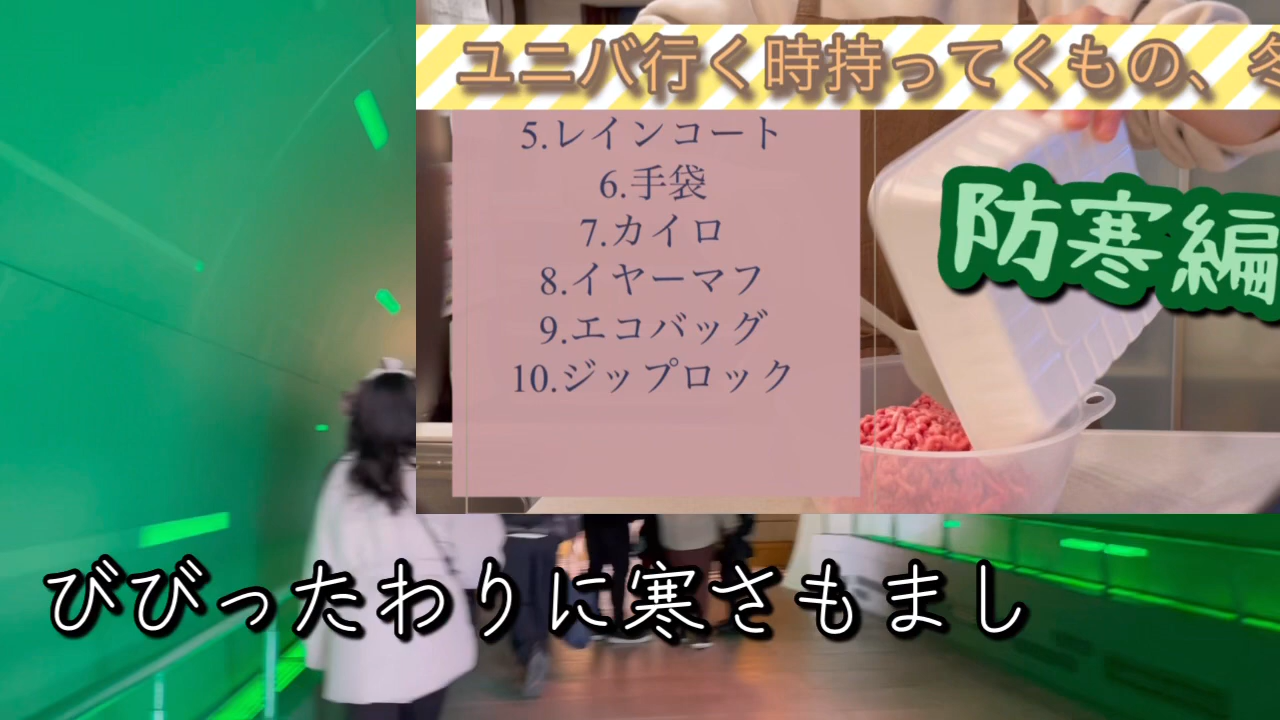 ユニバ行く時持ってくもの、冬
5.レインコート
6.手袋
7.カイロ
8.イヤーマフ
9.エコバッグ
10.ジップロック
防寒編
びびったわりに寒さもまし